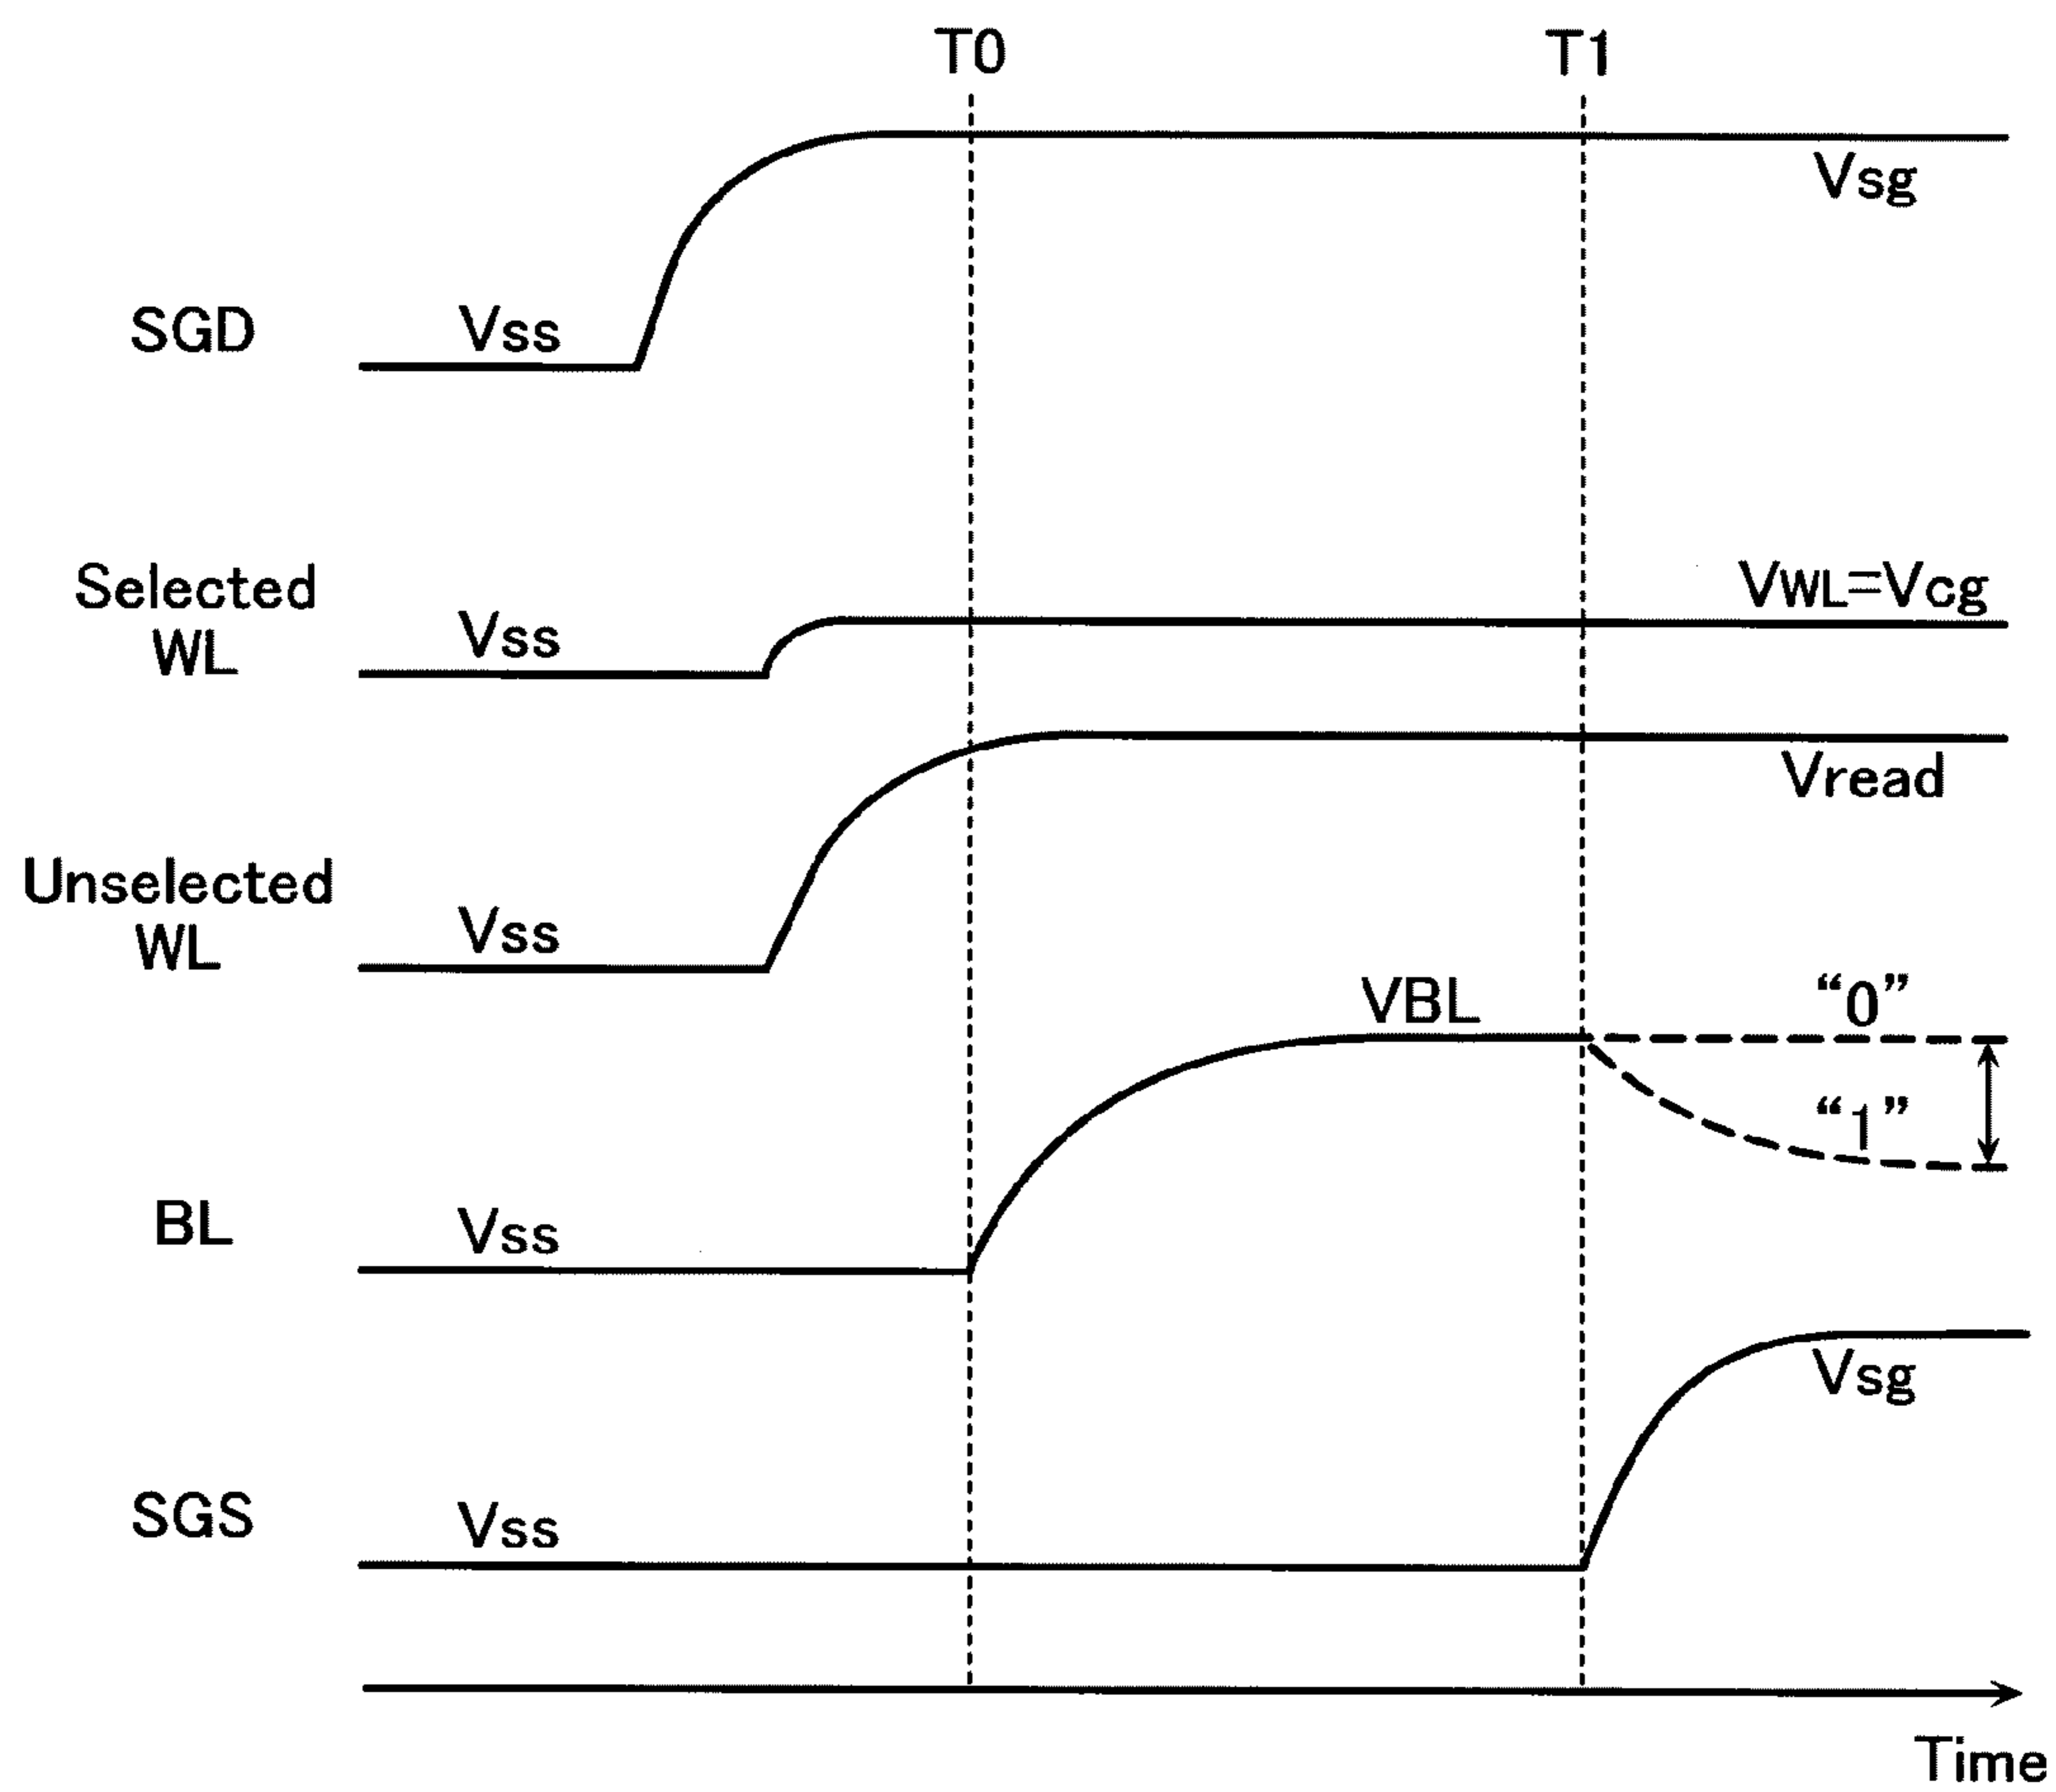 T0 T1
Vsg
SGD Vss
Selected
WL
Vss
VWL=Vcg
Vread
Unselected
WL
Vss
VBL
“0”
“1”
BL Vss
Vsg
SGS Vss
Time